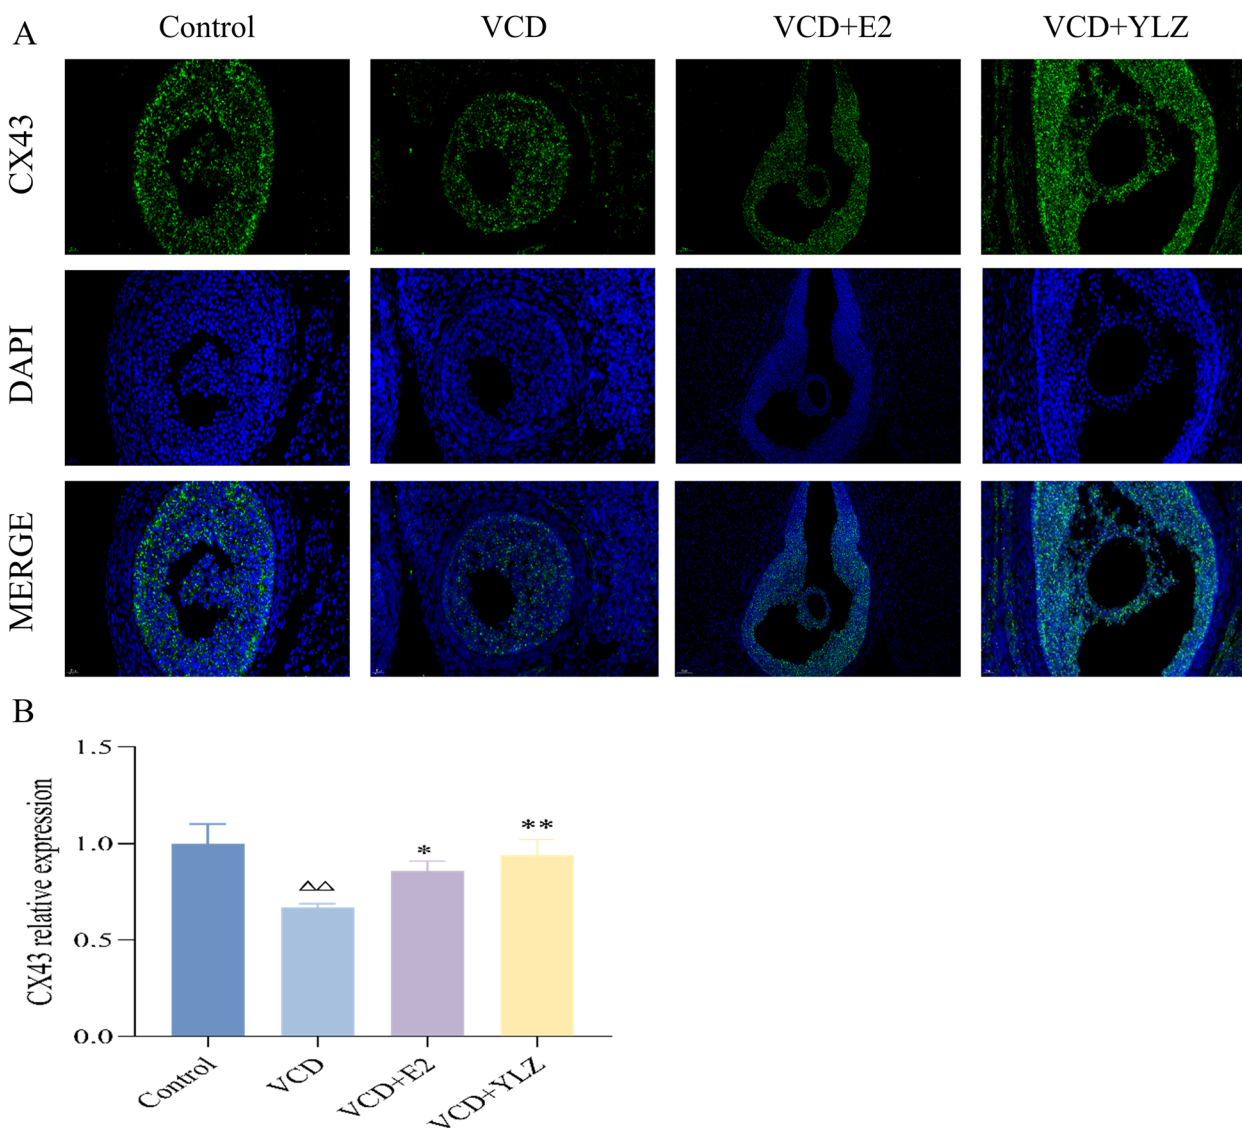 A
Control VCD VCD+E2 VCD+YLZ
CX43
DAPI
MERGE
B
CX43 relative expression
1.5
1.0
0.5
0.0
△△
*
**
Control VCD VCD+E2 VCD+YLZ